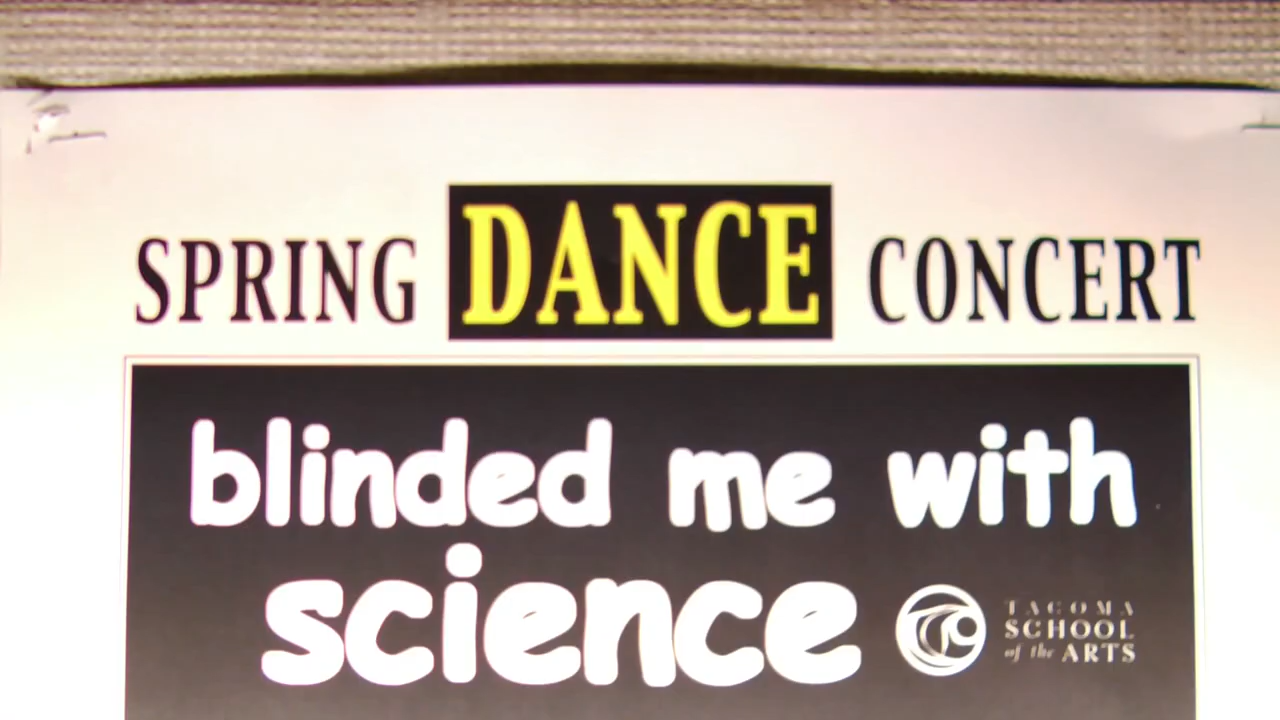 SPRING DANCE CONCERT
blinded me with
science
TACOMA
SCHOOL
of the ARTS